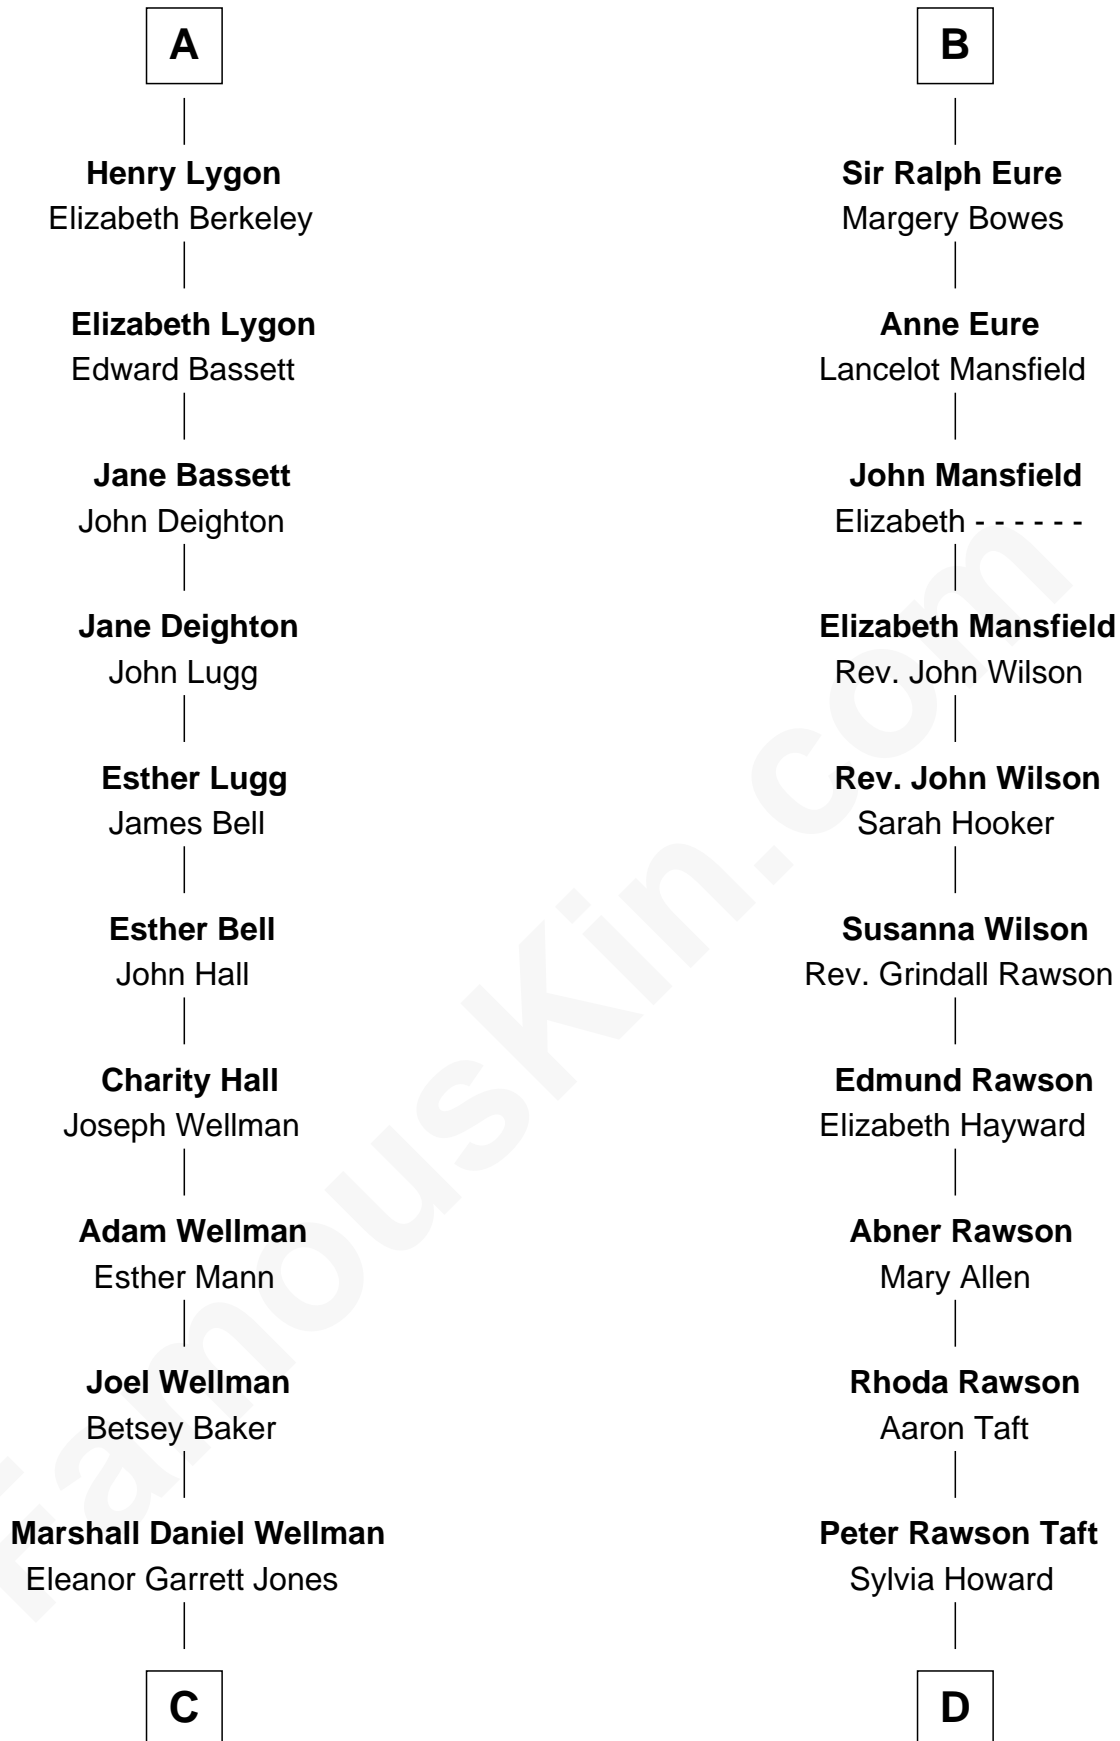 A
Henry Lygon
Elizabeth Berkeley
Elizabeth Lygon
Edward Bassett
Jane Bassett
John Deighton
Jane Deighton
John Lugg
Esther Lugg
James Bell
Esther Bell
John Hall
Charity Hall
Joseph Wellman
Adam Wellman
Esther Mann
Joel Wellman
Betsey Baker
Marshall Daniel Wellman
Eleanor Garrett Jones
C
B
Sir Ralph Eure
Margery Bowes
Anne Eure
Lancelot Mansfield
John Mansfield
Elizabeth - - - - - -
Elizabeth Mansfield
Rev. John Wilson
Rev. John Wilson
Sarah Hooker
Susanna Wilson
Rev. Grindall Rawson
Edmund Rawson
Elizabeth Hayward
Abner Rawson
Mary Allen
Rhoda Rawson
Aaron Taft
Peter Rawson Taft
Sylvia Howard
D
FamousKin.com